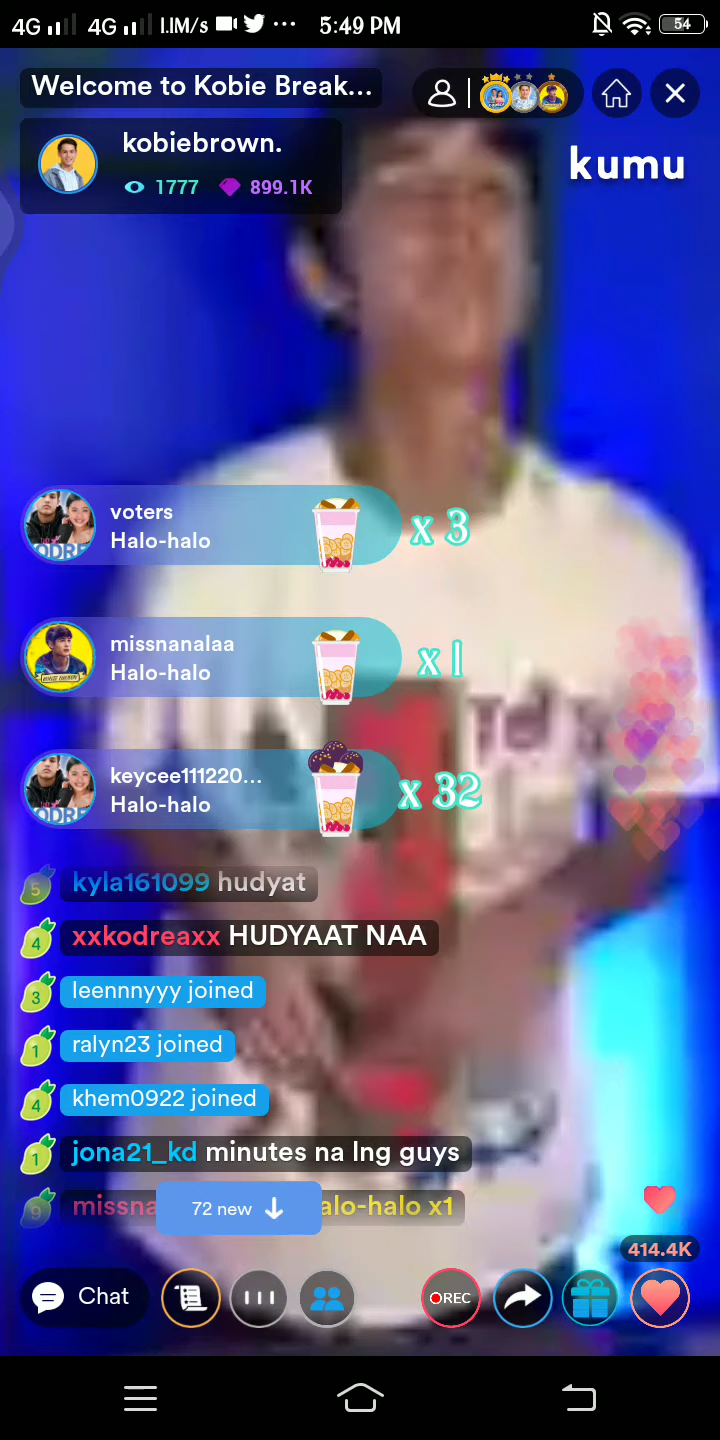 4G 4G 1.1M/s 5:49 PM 54
Welcome to Kobie Break...
kobiebrown.
1777 899.1K
kumu
voters
Halo-halo
x 3
missnanalaa
Halo-halo
x 1
keycee111220...
Halo-halo
x 32
5 kyla161099 hudyat
4 xxkodreaxx HUDYAAT NAA
3 leennnyyy joined
1 ralyn23 joined
4 khem0922 joined
1 jona21_kd minutes na lng guys
9 missna 72 new alo-halo x1
414.4K
Chat REC